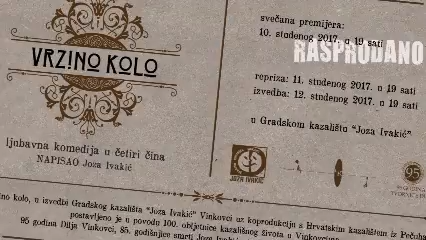 VRZINO KOLO
ljubavna komedija u četiri čina
NAPISAO Joza Ivakić
svečana premijera:
10. studenog 2017. u 19 sati
RASPRODANO
repriza: 11. studenog 2017. u 19 sati
izvedba: 12. studenog 2017. u 19 sati
u Gradskom kazalištu "Joza Ivakić"
JOZA IVAKIĆ
95
kolo, u izvedbi Gradskog kazališta "Joza Ivakić" Vinkovci uz koprodukciju s Hrvatskim kazalištem iz Pečuha
postavljeno je u povodu 100. obljetnice kazališnog života u Vinkovcima
95 godina Dilja Vinkovci, 85. godišnjice smrti Joze